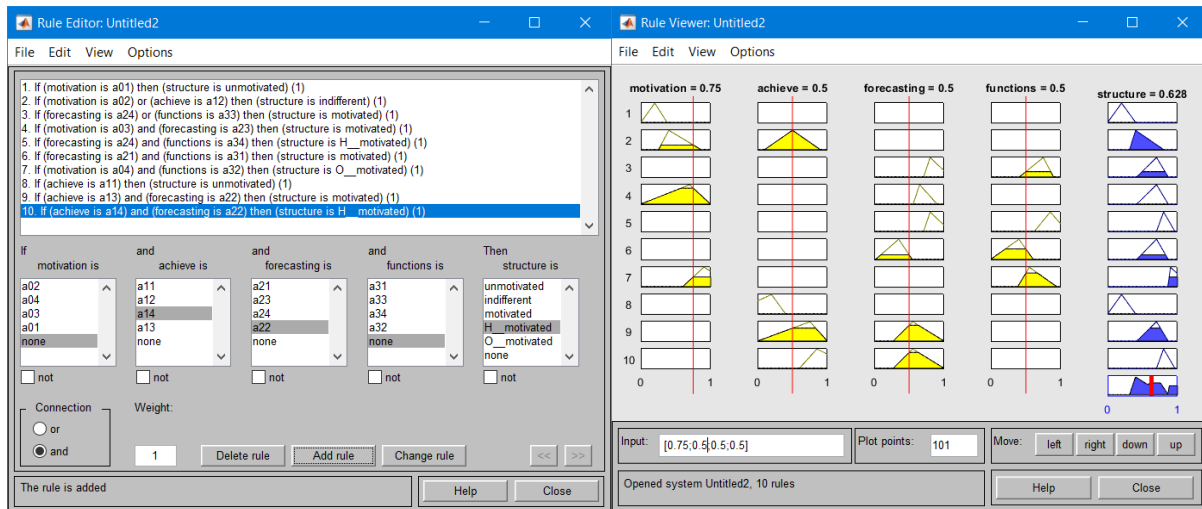 Rule Editor: Untitled2
File Edit View Options
1. If (motivation is a01) then (structure is unmotivated) (1)
2. If (motivation is a02) or (achieve is a12) then (structure is indifferent) (1)
3. If (forecasting is a24) or (functions is a33) then (structure is motivated) (1)
4. If (motivation is a03) and (forecasting is a23) then (structure is motivated) (1)
5. If (forecasting is a24) and (functions is a34) then (structure is H__motivated) (1)
6. If (forecasting is a21) and (functions is a31) then (structure is motivated) (1)
7. If (motivation is a04) and (functions is a32) then (structure is O__motivated) (1)
8. If (achieve is a11) then (structure is unmotivated) (1)
9. If (achieve is a13) and (forecasting is a22) then (structure is motivated) (1)
10. If (achieve is a14) and (forecasting is a22) then (structure is H__motivated) (1)
If and and and Then
motivation is achieve is forecasting is functions is structure is
a02 a11 a21 a31 unmotivated
a04 a12 a23 a33 indifferent
a03 a14 a24 a34 motivated
a01 a13 a22 a32 H__motivated
none none none none O__motivated
none
not not not not not
Connection Weight:
or
and 1 Delete rule Add rule Change rule << >>
The rule is added Help Close
Rule Viewer: Untitled2
File Edit View Options
motivation = 0.75 achieve = 0.5 forecasting = 0.5 functions = 0.5 structure = 0.628
1
2
3
4
5
6
7
8
9
10
0 1 0 1 0 1 0 1
0 1
Input: [0.75;0.5;0.5;0.5] Plot points: 101 Move: left right down up
Opened system Untitled2, 10 rules Help Close